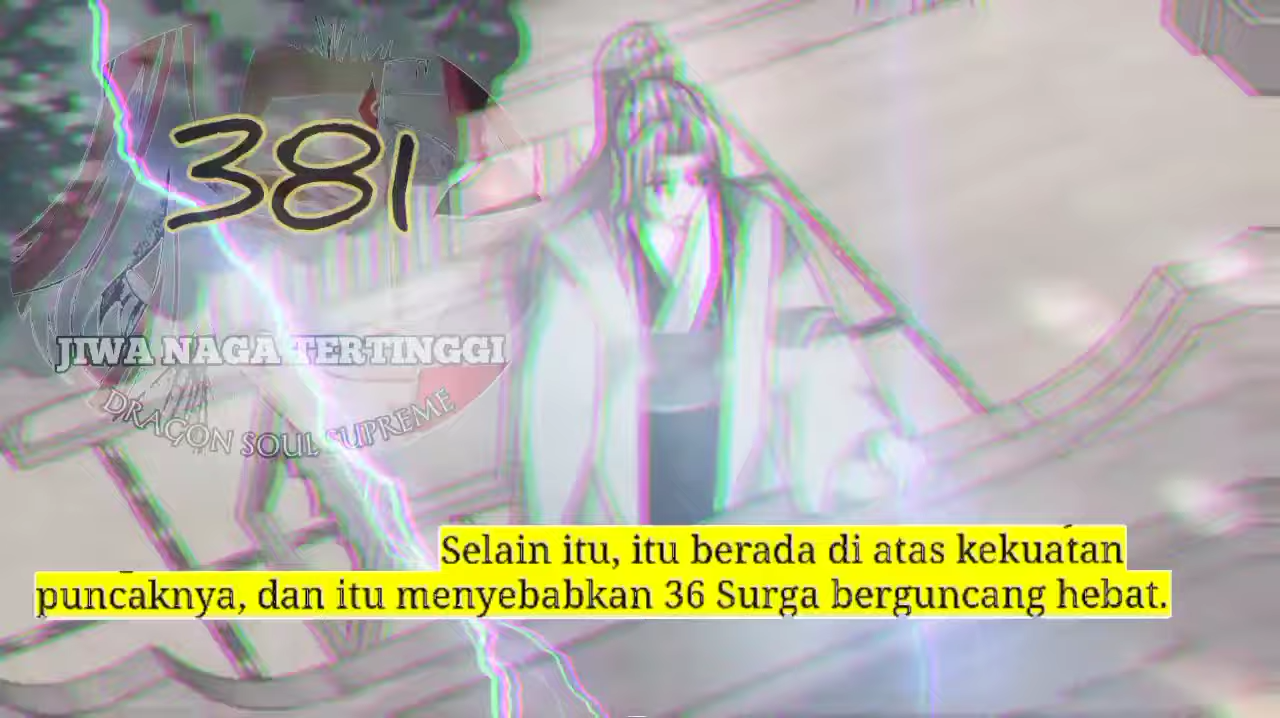 381
JIWA NAGA TERTINGGI
DRAGON SOUL SUPREME
Selain itu, itu berada di atas kekuatan
puncaknya, dan itu menyebabkan 36 Surga berguncang hebat.